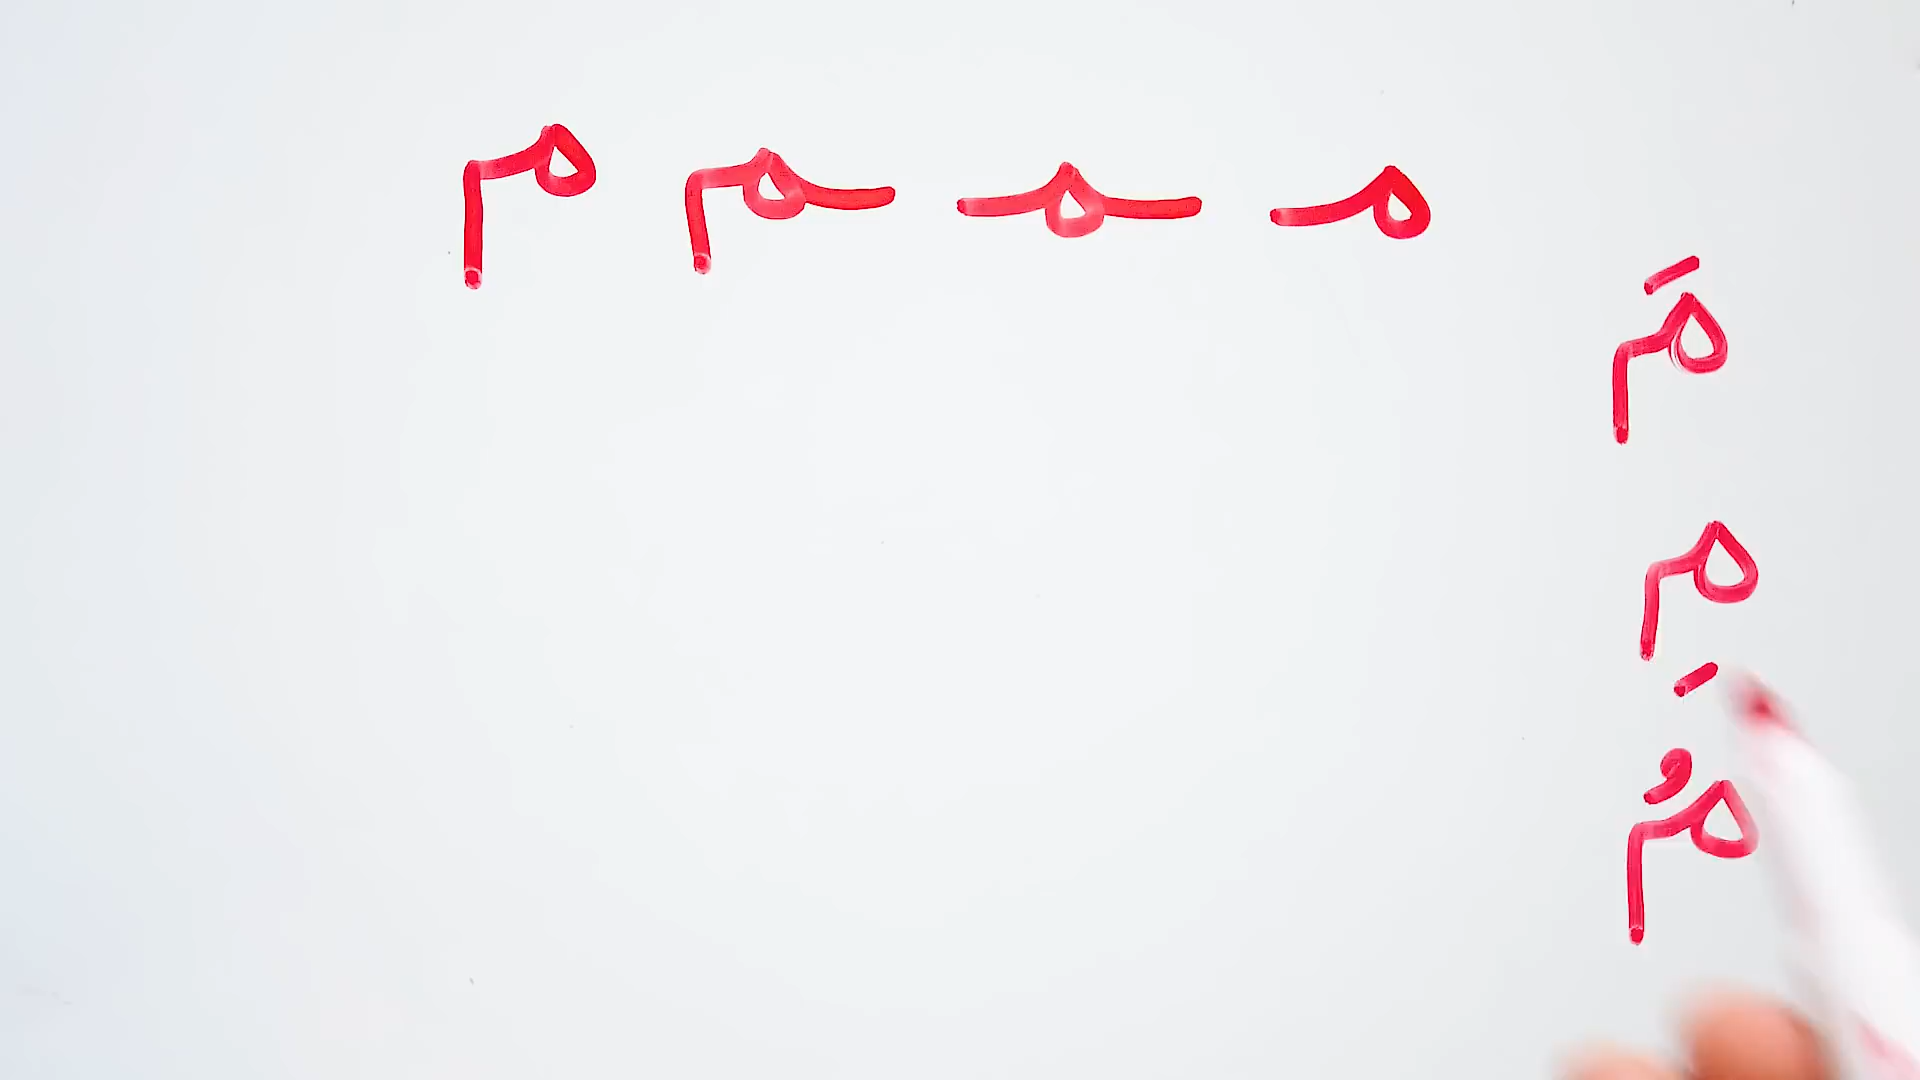 مـ ـمـ ـم م
مَ
مِ
مُ